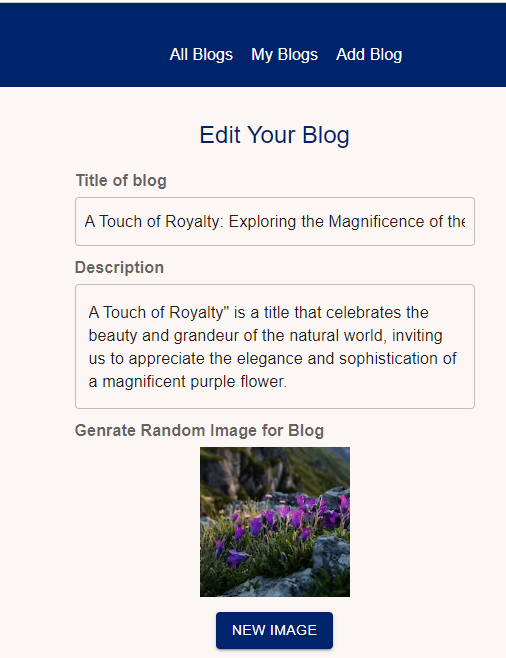 All Blogs My Blogs Add Blog
Edit Your Blog
Title of blog
A Touch of Royalty: Exploring the Magnificence of the
Description
A Touch of Royalty" is a title that celebrates the
beauty and grandeur of the natural world, inviting
us to appreciate the elegance and sophistication of
a magnificent purple flower.
Genrate Random Image for Blog
NEW IMAGE